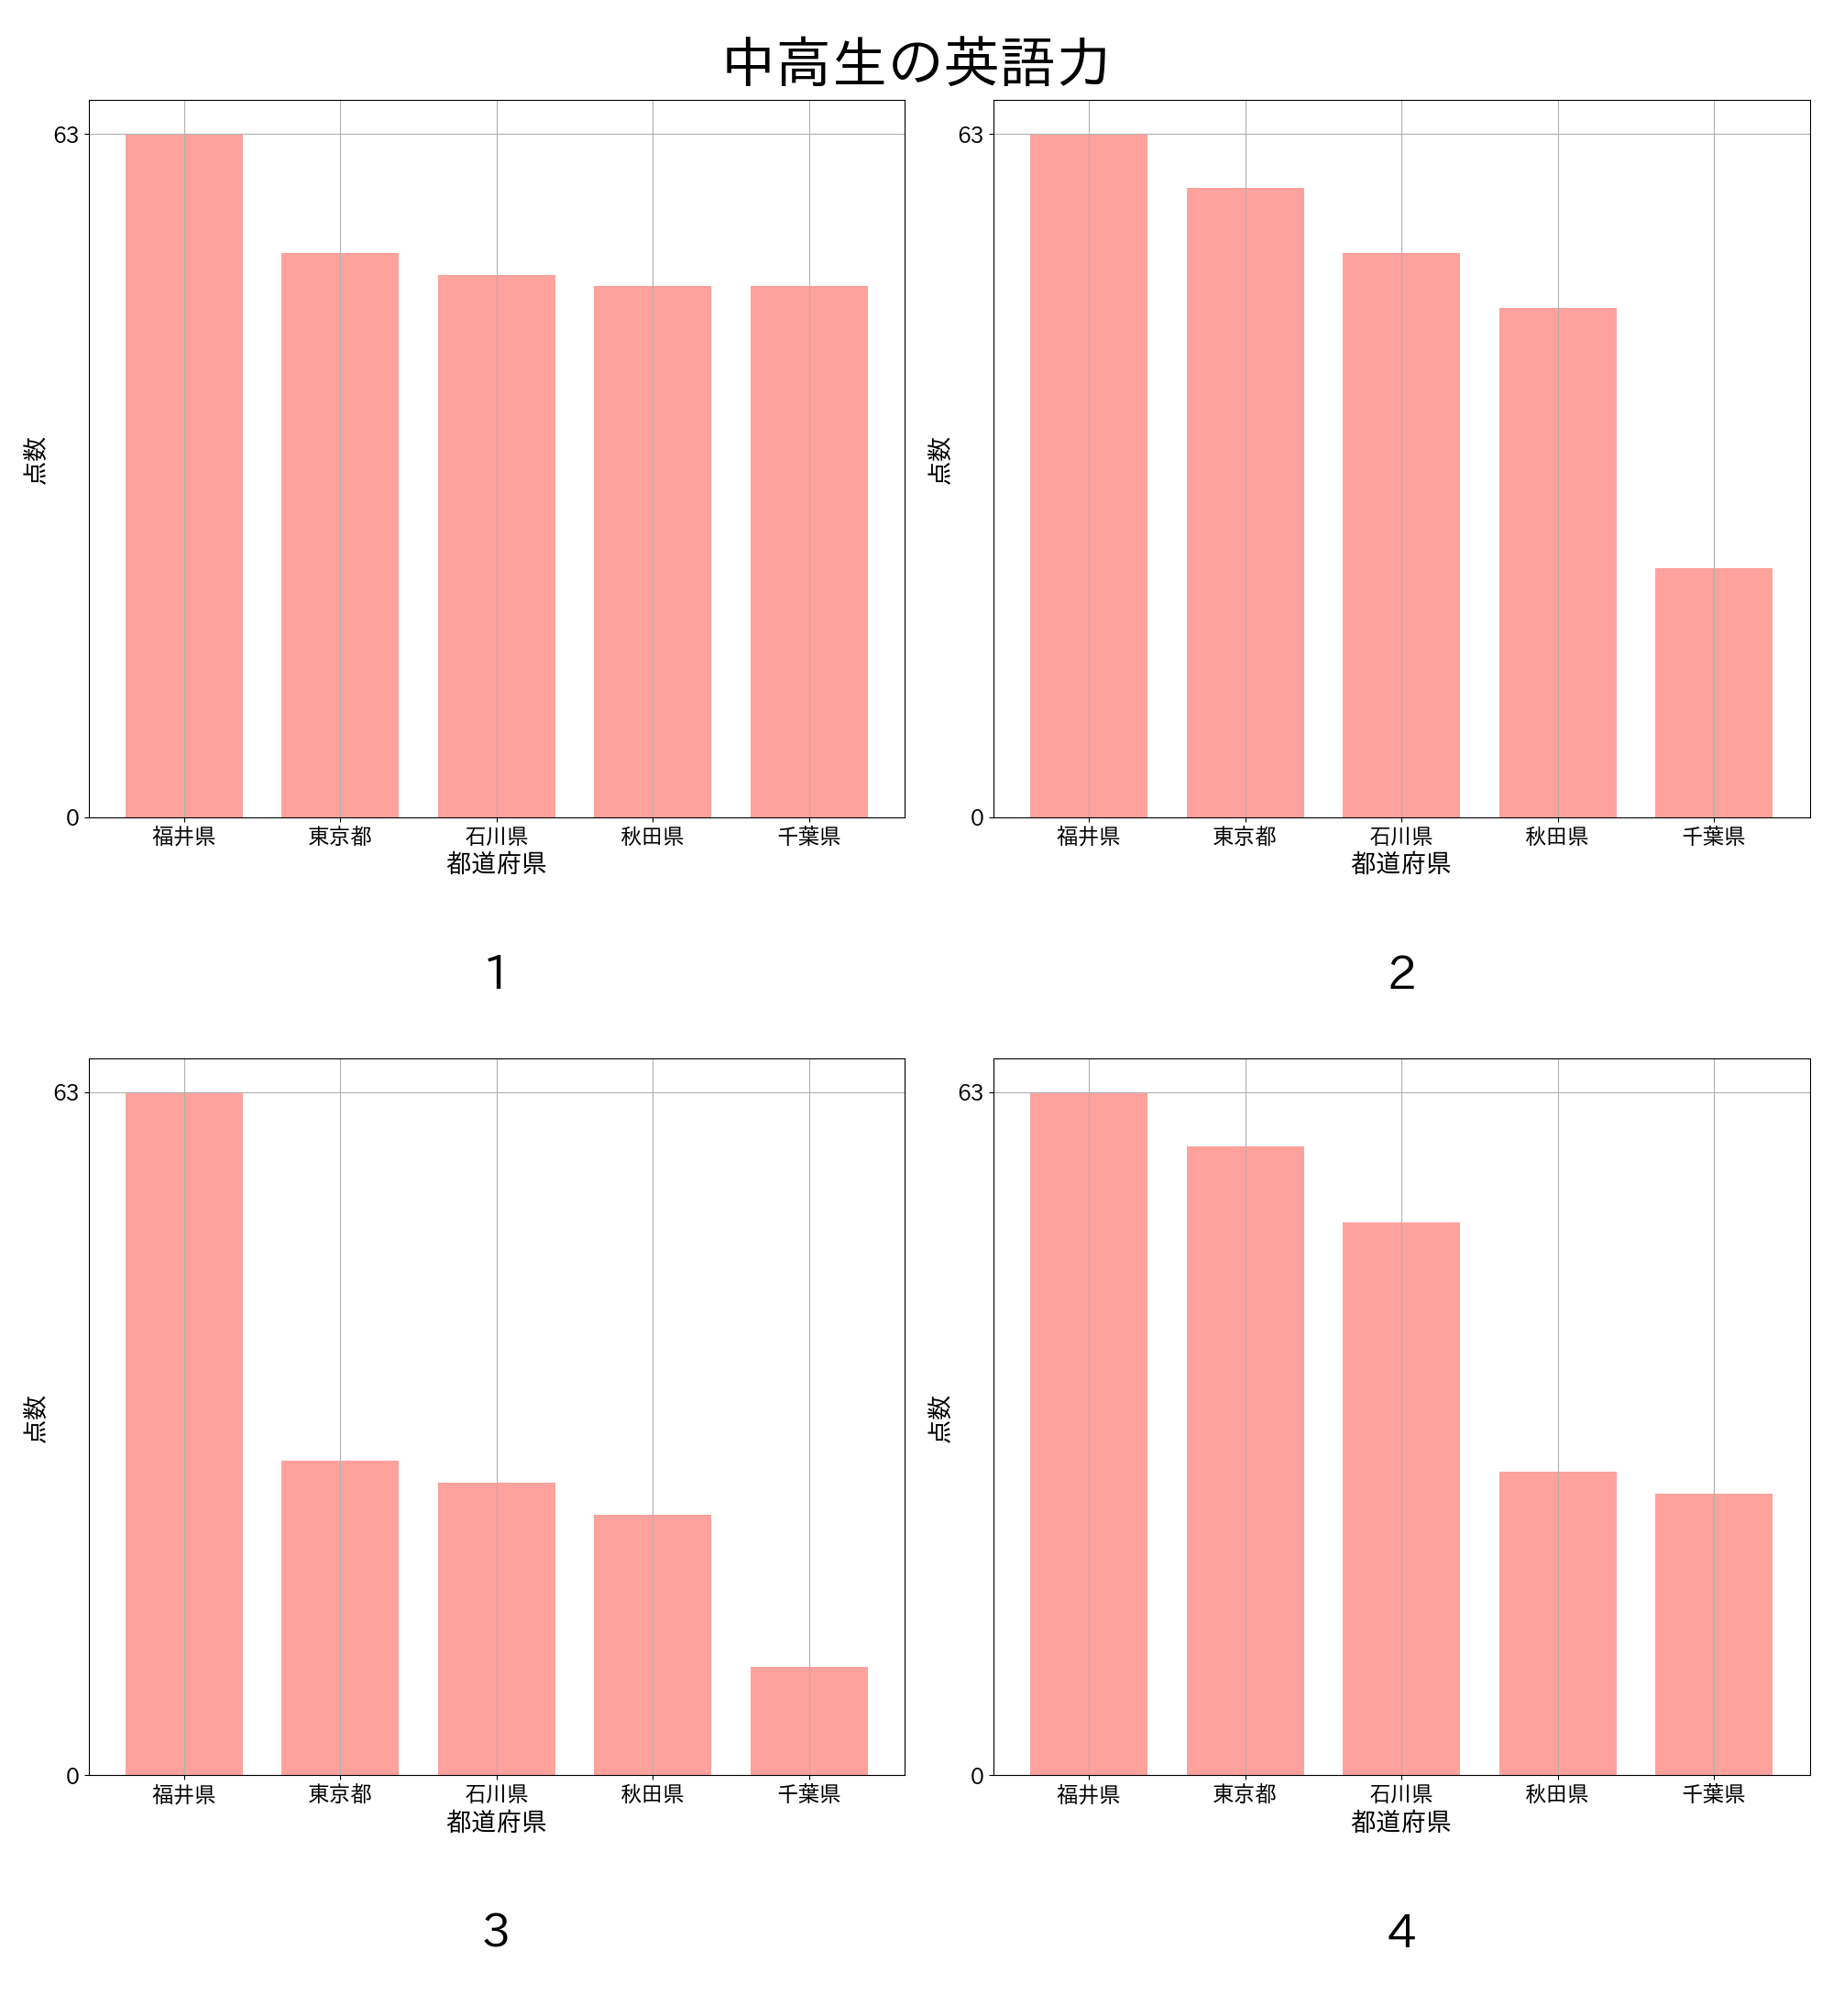 中高生の英語力
63
0
点数
福井県 東京都 石川県 秋田県 千葉県
都道府県
1
63
0
点数
福井県 東京都 石川県 秋田県 千葉県
都道府県
2
63
0
点数
福井県 東京都 石川県 秋田県 千葉県
都道府県
3
63
0
点数
福井県 東京都 石川県 秋田県 千葉県
都道府県
4